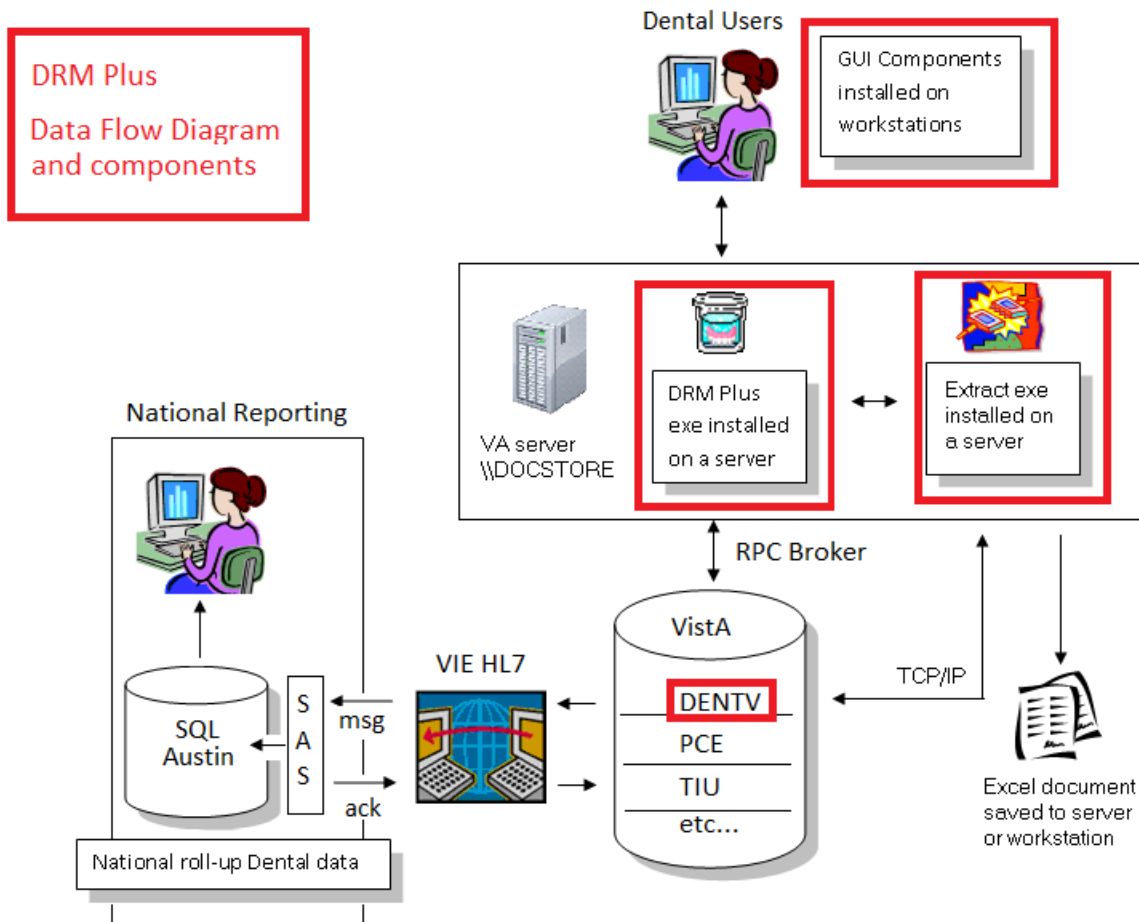 DRM Plus
Data Flow Diagram
and components
Dental Users
GUI Components
installed on
workstations
VA server
\\DOCSTORE
DRM Plus
exe installed
on a server
Extract exe
installed on
a server
RPC Broker
National Reporting
VistA
DENTV
PCE
TIU
etc...
VIE HL7
TCP/IP
SQL
Austin
S
A
S
msg
ack
Excel document
saved to server
or workstation
National roll-up Dental data